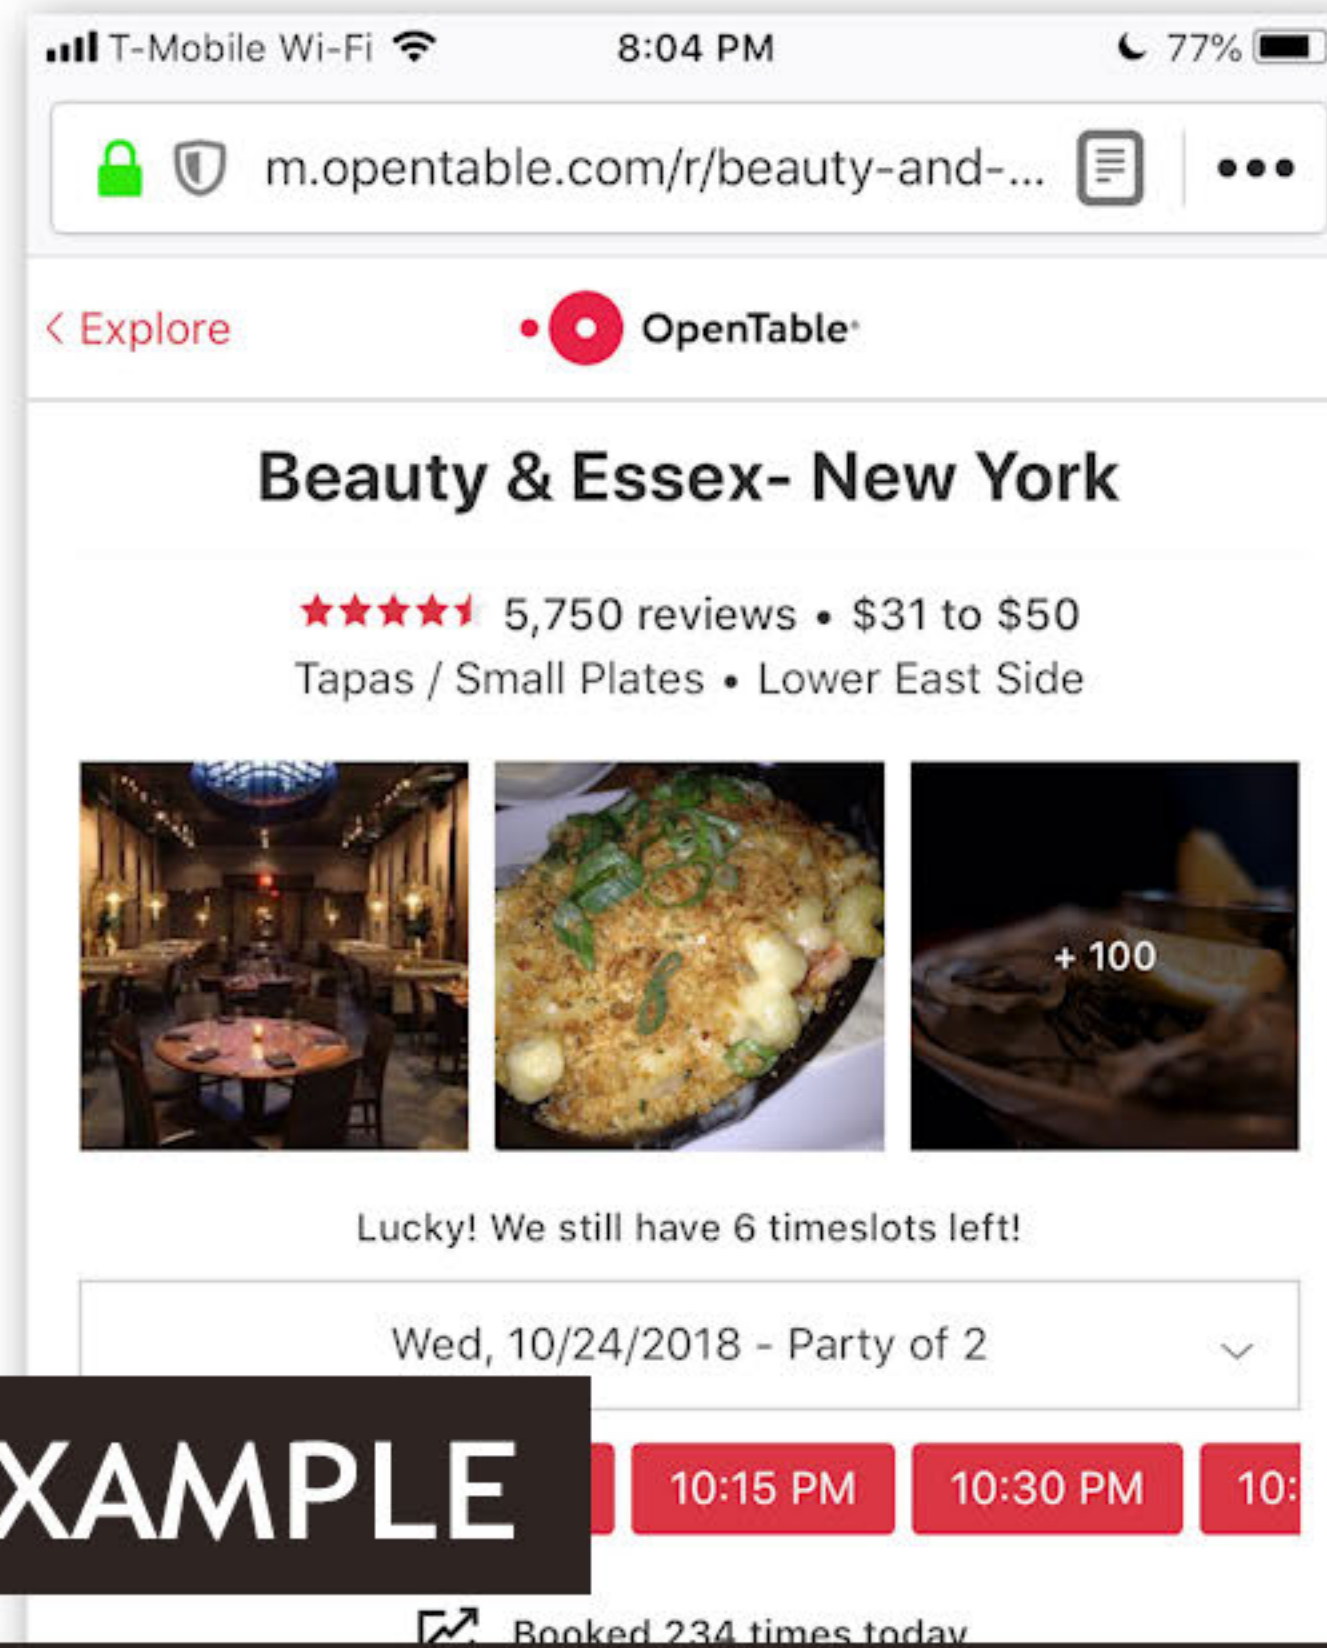 T-Mobile Wi-Fi 8:04 PM 77%
m.opentable.com/r/beauty-and-...
< Explore OpenTable
Beauty & Essex- New York
5,750 reviews • $31 to $50
Tapas / Small Plates • Lower East Side
+ 100
Lucky! We still have 6 timeslots left!
Wed, 10/24/2018 - Party of 2
XAMPLE 10:15 PM 10:30 PM 10:
Booked 234 times today